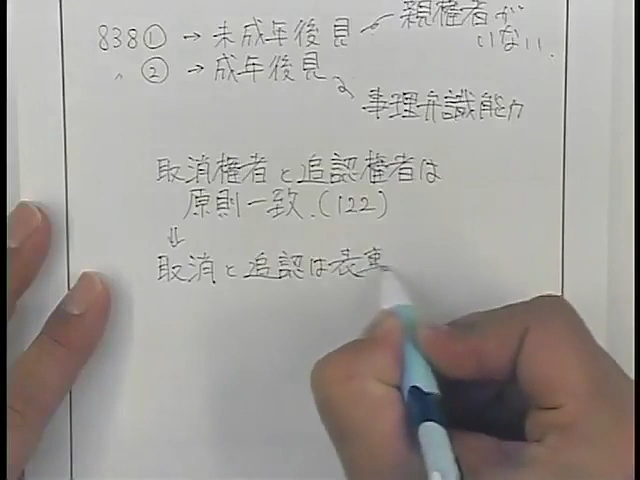 838① → 未成年後見 ← 親権者が
いない.
〃 ② → 成年後見
事理弁識能力
取消権者と追認権者は
原則一致.(122)
⇓
取消と追認は表裏